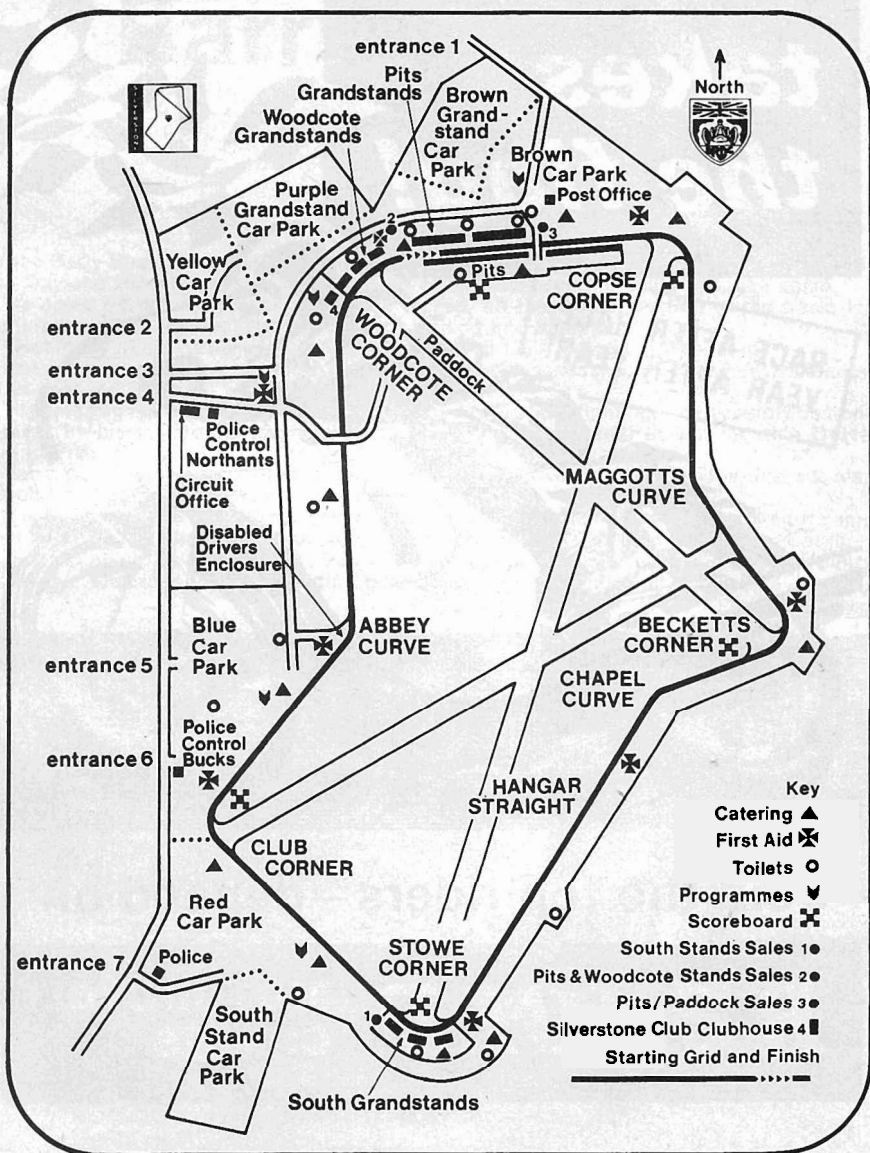 entrance 1
Pits
Grandstands
Woodcote
Grandstands
Brown
Grand-
stand
Car
Park
North
SILVERSTONE
Brown
Car Park
Post Office
Purple
Grandstand
Car Park
2
3
Yellow
Car
Park
Pits
COPSE
CORNER
4
entrance 2
WOODCOTE
CORNER
Paddock
entrance 3
entrance 4
Police
Control
Northants
Circuit
Office
MAGGOTTS
CURVE
Disabled
Drivers
Enclosure
ABBEY
CURVE
Blue
Car
Park
BECKETTS
CORNER
entrance 5
CHAPEL
CURVE
Police
Control
Bucks
entrance 6
HANGAR
STRAIGHT
CLUB
CORNER
Red
Car Park
entrance 7
Police
STOWE
CORNER
1
South
Stand
Car
Park
South Grandstands
Key
Catering
First Aid
Toilets
Programmes
Scoreboard
South Stands Sales 1
Pits & Woodcote Stands Sales 2
Pits/Paddock Sales 3
Silverstone Club Clubhouse 4
Starting Grid and Finish